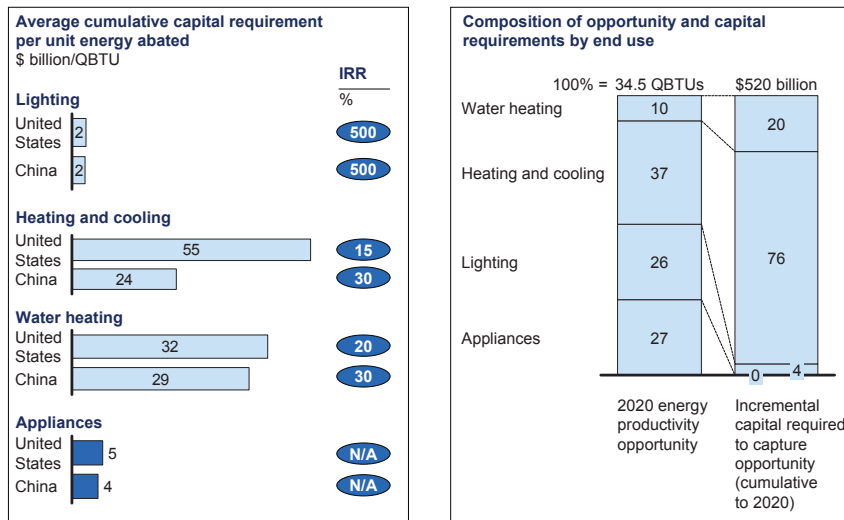 Average cumulative capital requirement
per unit energy abated
$ billion/QBTU
IRR
%
Lighting
United
States
2
500
China
2
500
Heating and cooling
United
States
55
15
China
24
30
Water heating
United
States
32
20
China
29
30
Appliances
United
States
5
N/A
China
4
N/A
Composition of opportunity and capital
requirements by end use
100% = 34.5 QBTUs
$520 billion
Water heating
10
20
Heating and cooling
37
76
Lighting
26
Appliances
27
0
4
2020 energy
productivity
opportunity
Incremental
capital required
to capture
opportunity
(cumulative
to 2020)